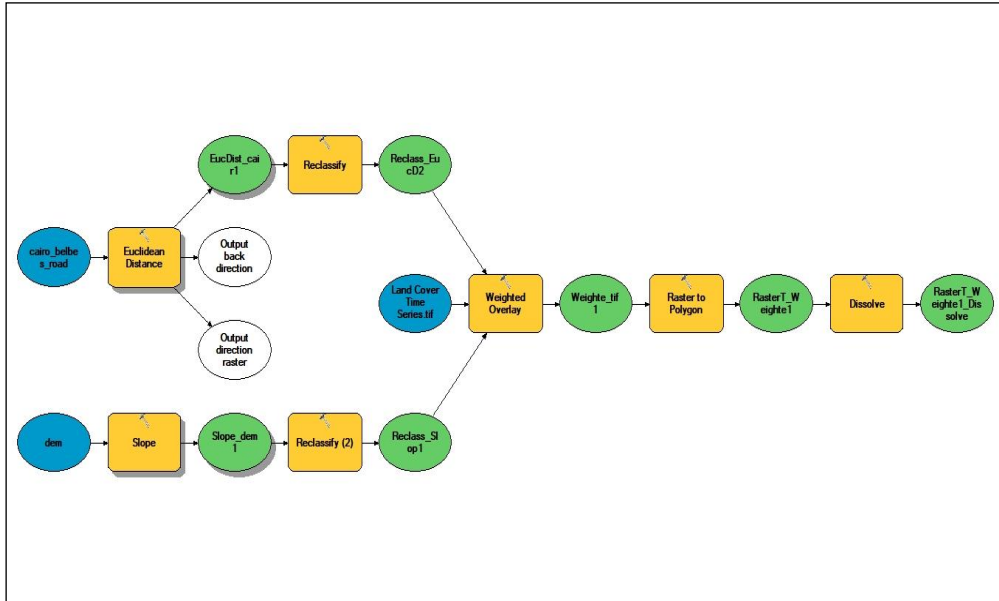 EucDist_cai
r1
Reclassify
Reclass_Eu
cD2
cairo_belbe
s_road
Euclidean
Distance
Output
back
direction
Land Cover
Time
Series.tif
Weighted
Overlay
Weighte_tif
1
Raster to
Polygon
RasterT_W
eighte1
Dissolve
RasterT_W
eighte1_Dis
solve
Output
direction
raster
dem
Slope
Slope_dem
1
Reclassify (2)
Reclass_Sl
op1